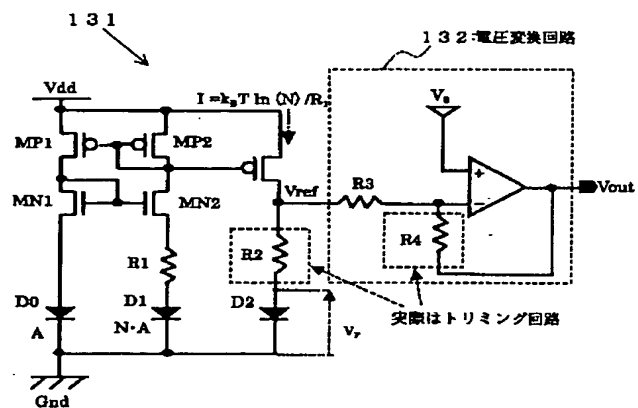 131
132:電圧変換回路
Vdd
I =kBT ln (N) /R1
Vs
MP1
MP2
MN1
MN2
Vref
R3
Vout
R4
R1
R2
D0
D1
D2
A
N·A
Vr
実際はトリミング回路
Gnd
+
−